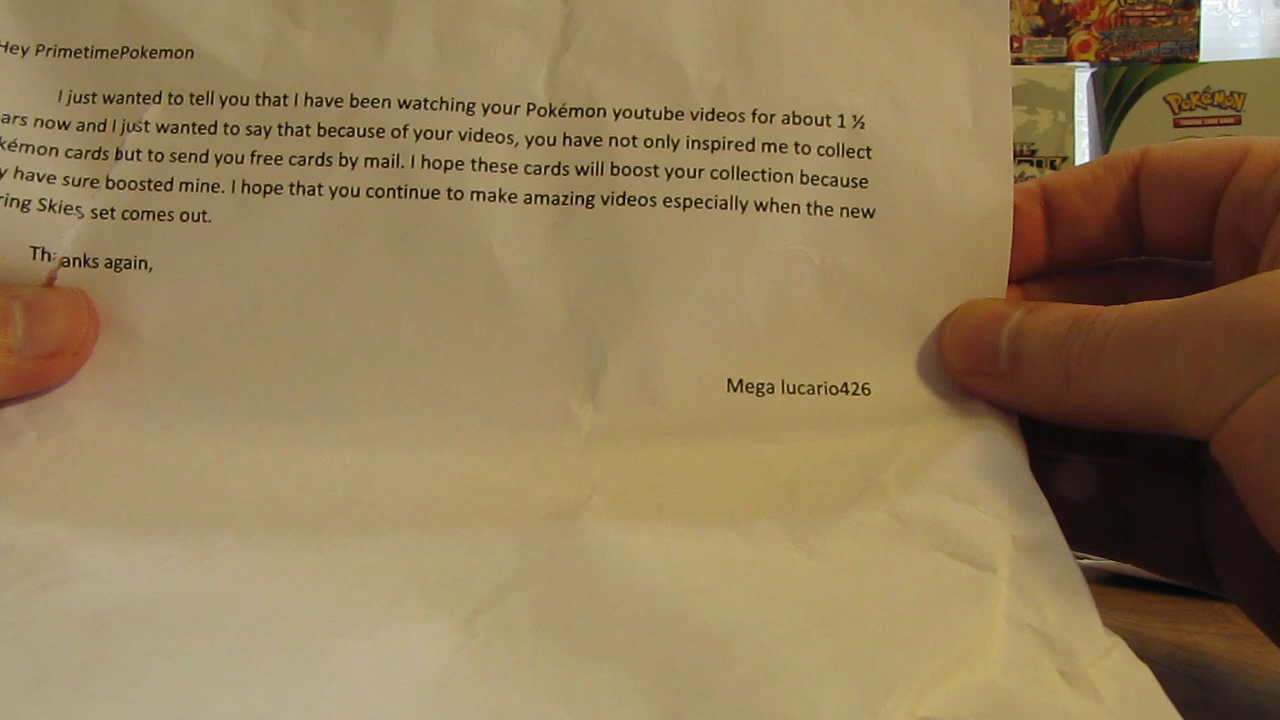 Hey PrimetimePokemon
I just wanted to tell you that I have been watching your Pokémon youtube videos for about 1 ½
ars now and I just wanted to say that because of your videos, you have not only inspired me to collect
kémon cards but to send you free cards by mail. I hope these cards will boost your collection because
y have sure boosted mine. I hope that you continue to make amazing videos especially when the new
ring Skies set comes out.
Thanks again,
Mega lucario426
POKéMON